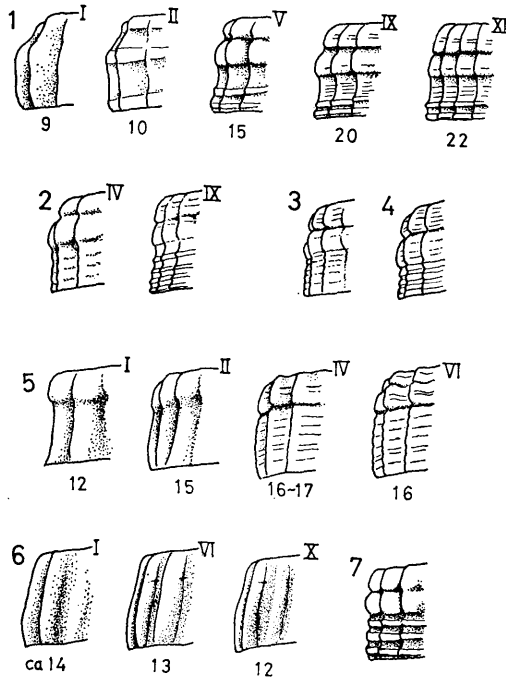 1 I II V IX XI
9 10 15 20 22
2 IV IX 3 4
5 I II IV VI
12 15 16~17 16
6 I VI X 7
ca 14 13 12